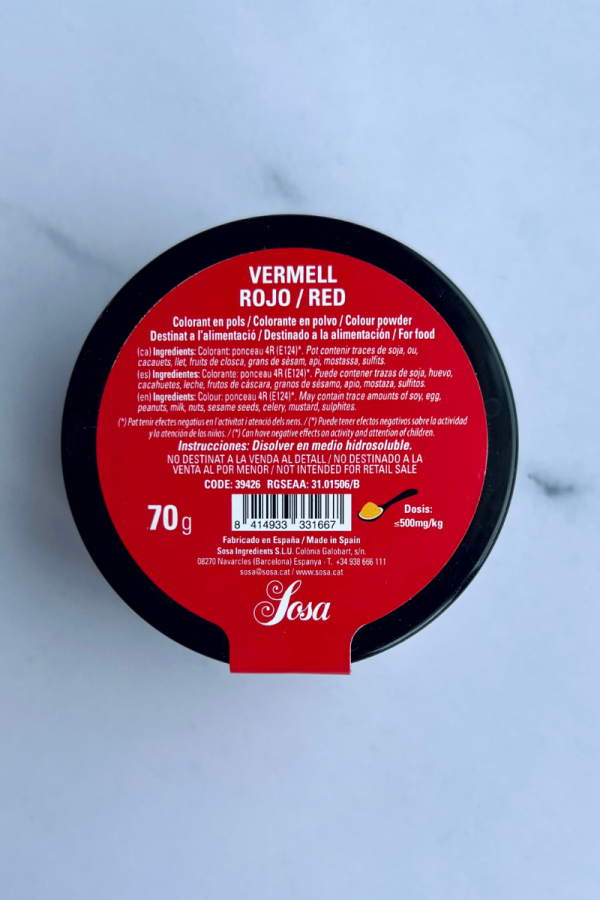 VERMELL
ROJO / RED
Colorant en pols / Colorante en polvo / Colour powder
Destinat a l'alimentació / Destinado a la alimentación / For food
(ca) Ingredients: Colorant: ponceau 4R (E124)*. Pot contenir traces de soja, ou,
cacauets, llet, fruits de closca, grans de sèsam, api, mostassa, sulfits.
(es) Ingredientes: Colorante: ponceau 4R (E124)*. Puede contener trazas de soja, huevo,
cacahuetes, leche, frutos de cáscara, granos de sésamo, apio, mostaza, sulfitos.
(en) Ingredients: Colour: ponceau 4R (E124)*. May contain trace amounts of soy, egg,
peanuts, milk, nuts, sesame seeds, celery, mustard, sulphites.
(*) Pot tenir efectes negatius en l'activitat i atenció dels nens. / (*) Puede tener efectos negativos sobre la actividad
y la atención de los niños. / (*) Can have negative effects on activity and attention of children.
Instrucciones: Disolver en medio hidrosoluble.
NO DESTINAT A LA VENDA AL DETALL / NO DESTINADO A LA
VENTA AL POR MENOR / NOT INTENDED FOR RETAIL SALE
CODE: 39426 RGSEAA: 31.01506/B
70 g
8 414933 331667
Dosis:
≤500mg/kg
Fabricado en España / Made in Spain
Sosa Ingredients S.L.U. Colònia Galobart, s/n.
08270 Navarcles (Barcelona) Espanya · T. +34 938 666 111
sosa@sosa.cat / www.sosa.cat
Sosa